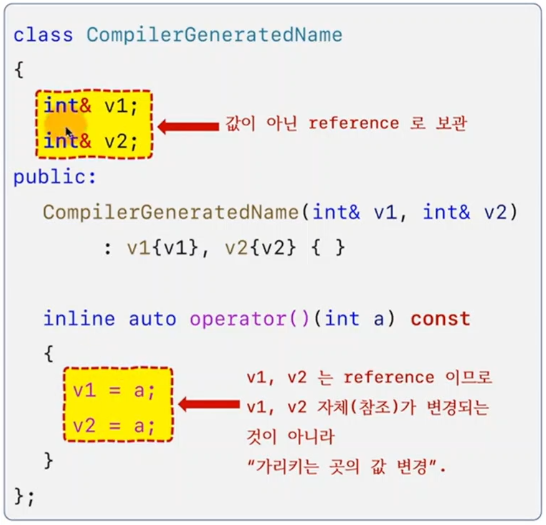 class CompilerGeneratedName
{
int& v1;
int& v2;
값이 아닌 reference 로 보관
public:
CompilerGeneratedName(int& v1, int& v2)
: v1{v1}, v2{v2} { }
inline auto operator()(int a) const
{
v1 = a;
v2 = a;
v1, v2 는 reference 이므로
v1, v2 자체(참조)가 변경되는
것이 아니라
“가리키는 곳의 값 변경”.
}
};